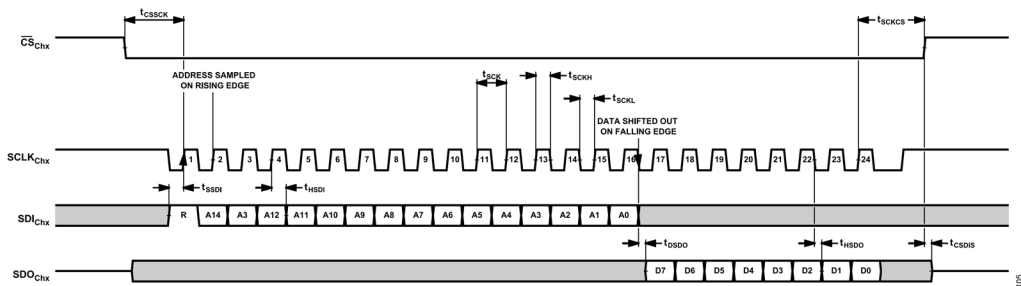 tCSSCK
tSCKCS
CSChx
ADDRESS SAMPLED
ON RISING EDGE
tSCK
tSCKH
tSCKL
DATA SHIFTED OUT
ON FALLING EDGE
SCLKChx
1 2 3 4 5 6 7 8 9 10 11 12 13 14 15 16 17 18 19 20 21 22 23 24
tSSDI
tHSDI
SDIChx
R A14 A3 A12 A11 A10 A9 A8 A7 A6 A5 A4 A3 A2 A1 A0
tDSDO
tHSDO
tCSDIS
SDOChx
D7 D6 D5 D4 D3 D2 D1 D0
105